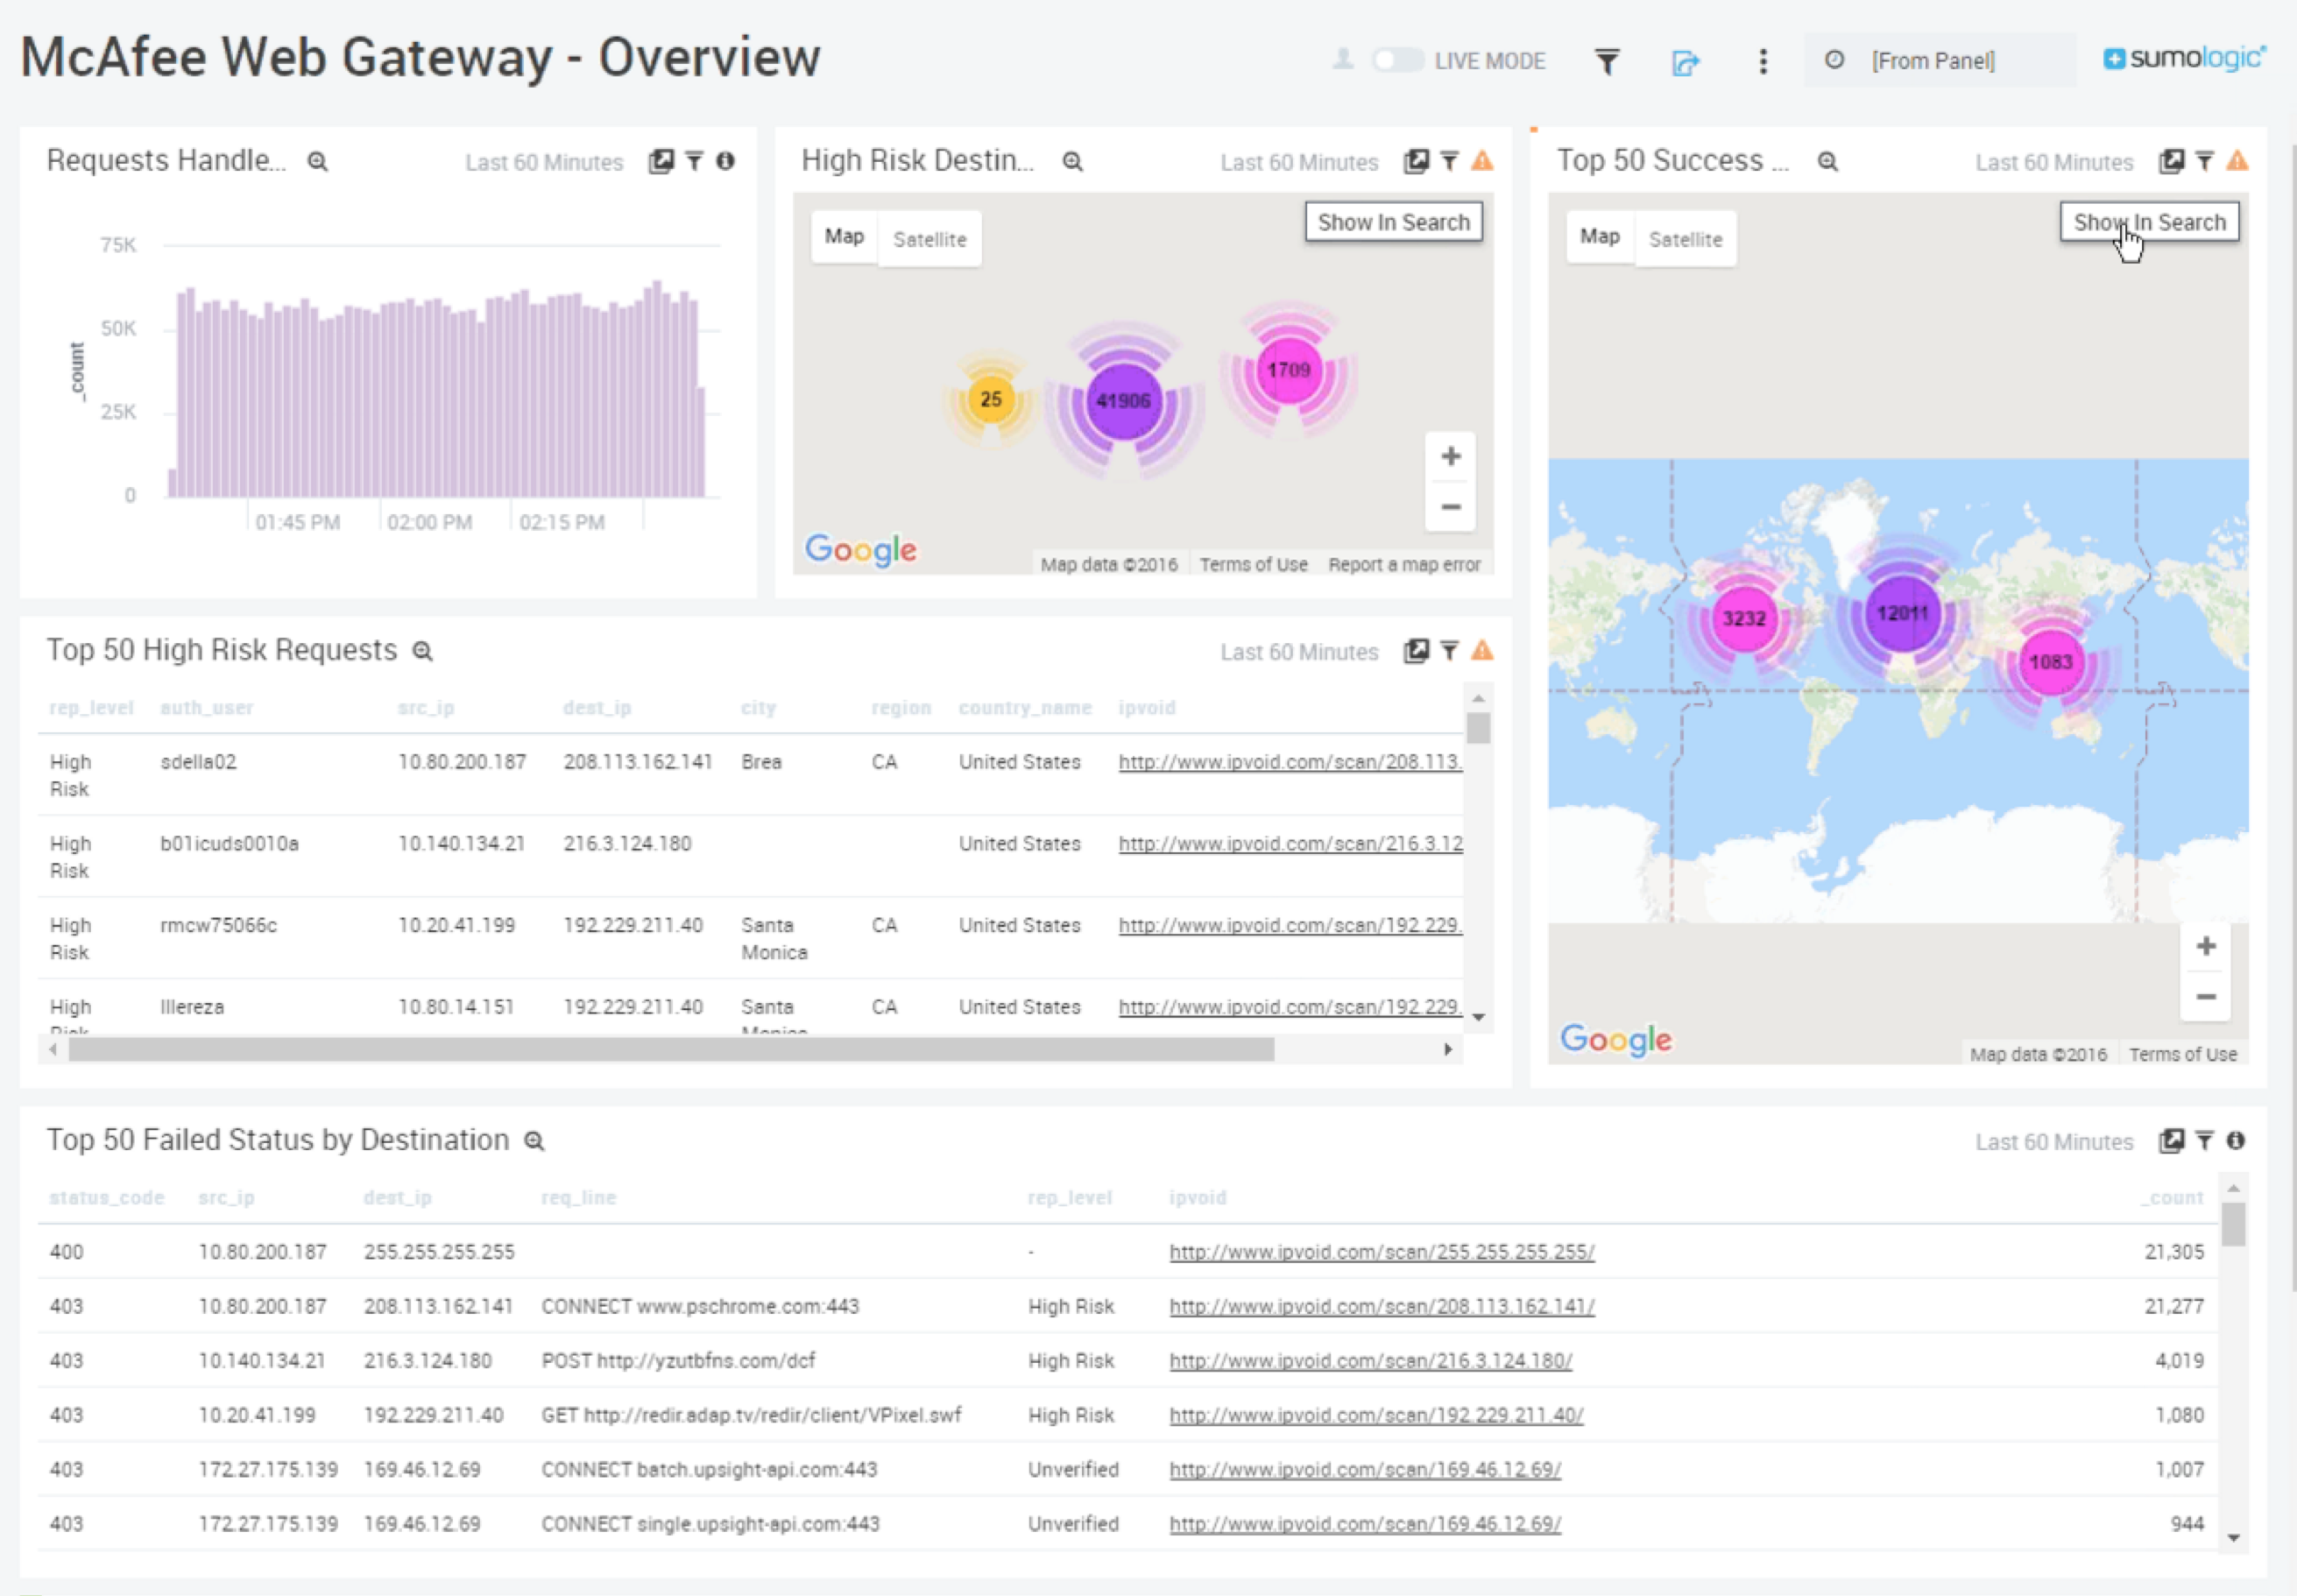 McAfee Web Gateway - Overview
LIVE MODE
[From Panel]
sumologic
Requests Handle...
Last 60 Minutes
75K
50K
25K
0
_count
01:45 PM
02:00 PM
02:15 PM
High Risk Destin...
Last 60 Minutes
Map
Satellite
Show In Search
25
41906
1709
+
−
Google
Map data ©2016
Terms of Use
Report a map error
Top 50 Success ...
Last 60 Minutes
Map
Satellite
Show In Search
3232
12011
1083
+
−
Google
Map data ©2016
Terms of Use
Top 50 High Risk Requests
Last 60 Minutes
rep_level auth_user src_ip dest_ip city region country_name ipvoid
High Risk sdella02 10.80.200.187 208.113.162.141 Brea CA United States http://www.ipvoid.com/scan/208.113.
High Risk b01icuds0010a 10.140.134.21 216.3.124.180 United States http://www.ipvoid.com/scan/216.3.12
High Risk rmcw75066c 10.20.41.199 192.229.211.40 Santa Monica CA United States http://www.ipvoid.com/scan/192.229.
High Risk 10.80.14.151 192.229.211.40 Santa Monica CA United States http://www.ipvoid.com/scan/192.229.
Top 50 Failed Status by Destination
Last 60 Minutes
status_code src_ip dest_ip req_line rep_level ipvoid _count
400 10.80.200.187 255.255.255.255 - http://www.ipvoid.com/scan/255.255.255.255/ 21,305
403 10.80.200.187 208.113.162.141 CONNECT www.pschrome.com:443 High Risk http://www.ipvoid.com/scan/208.113.162.141/ 21,277
403 10.140.134.21 216.3.124.180 POST http://yzutbfns.com/dcf High Risk http://www.ipvoid.com/scan/216.3.124.180/ 4,019
403 10.20.41.199 192.229.211.40 GET http://redir.adap.tv/redir/client/VPixel.swf High Risk http://www.ipvoid.com/scan/192.229.211.40/ 1,080
403 172.27.175.139 169.46.12.69 CONNECT batch.upsight-api.com:443 Unverified http://www.ipvoid.com/scan/169.46.12.69/ 1,007
403 172.27.175.139 169.46.12.69 CONNECT single.upsight-api.com:443 Unverified http://www.ipvoid.com/scan/169.46.12.69/ 944